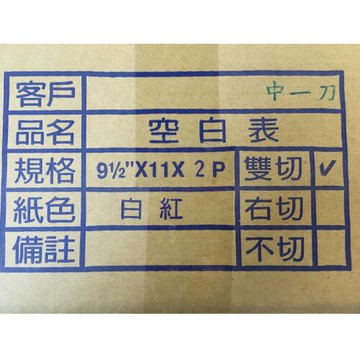 客戶 中一刀
品名 空白表
規格 9½"X11X 2 P 雙切 ✓
紙色 白紅 右切
備註 不切